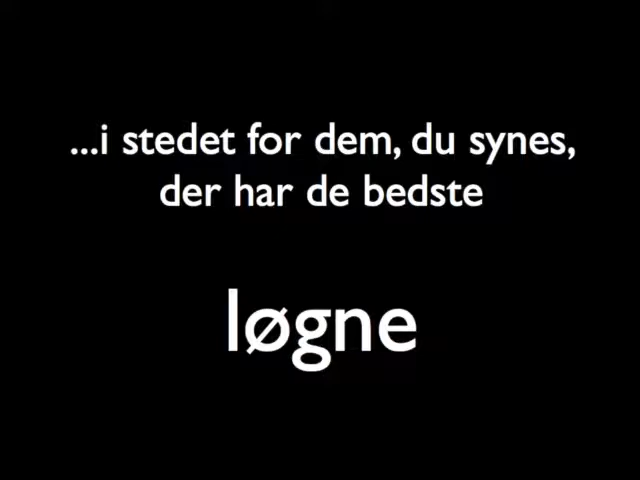 ...i stedet for dem, du synes,
der har de bedste
løgne